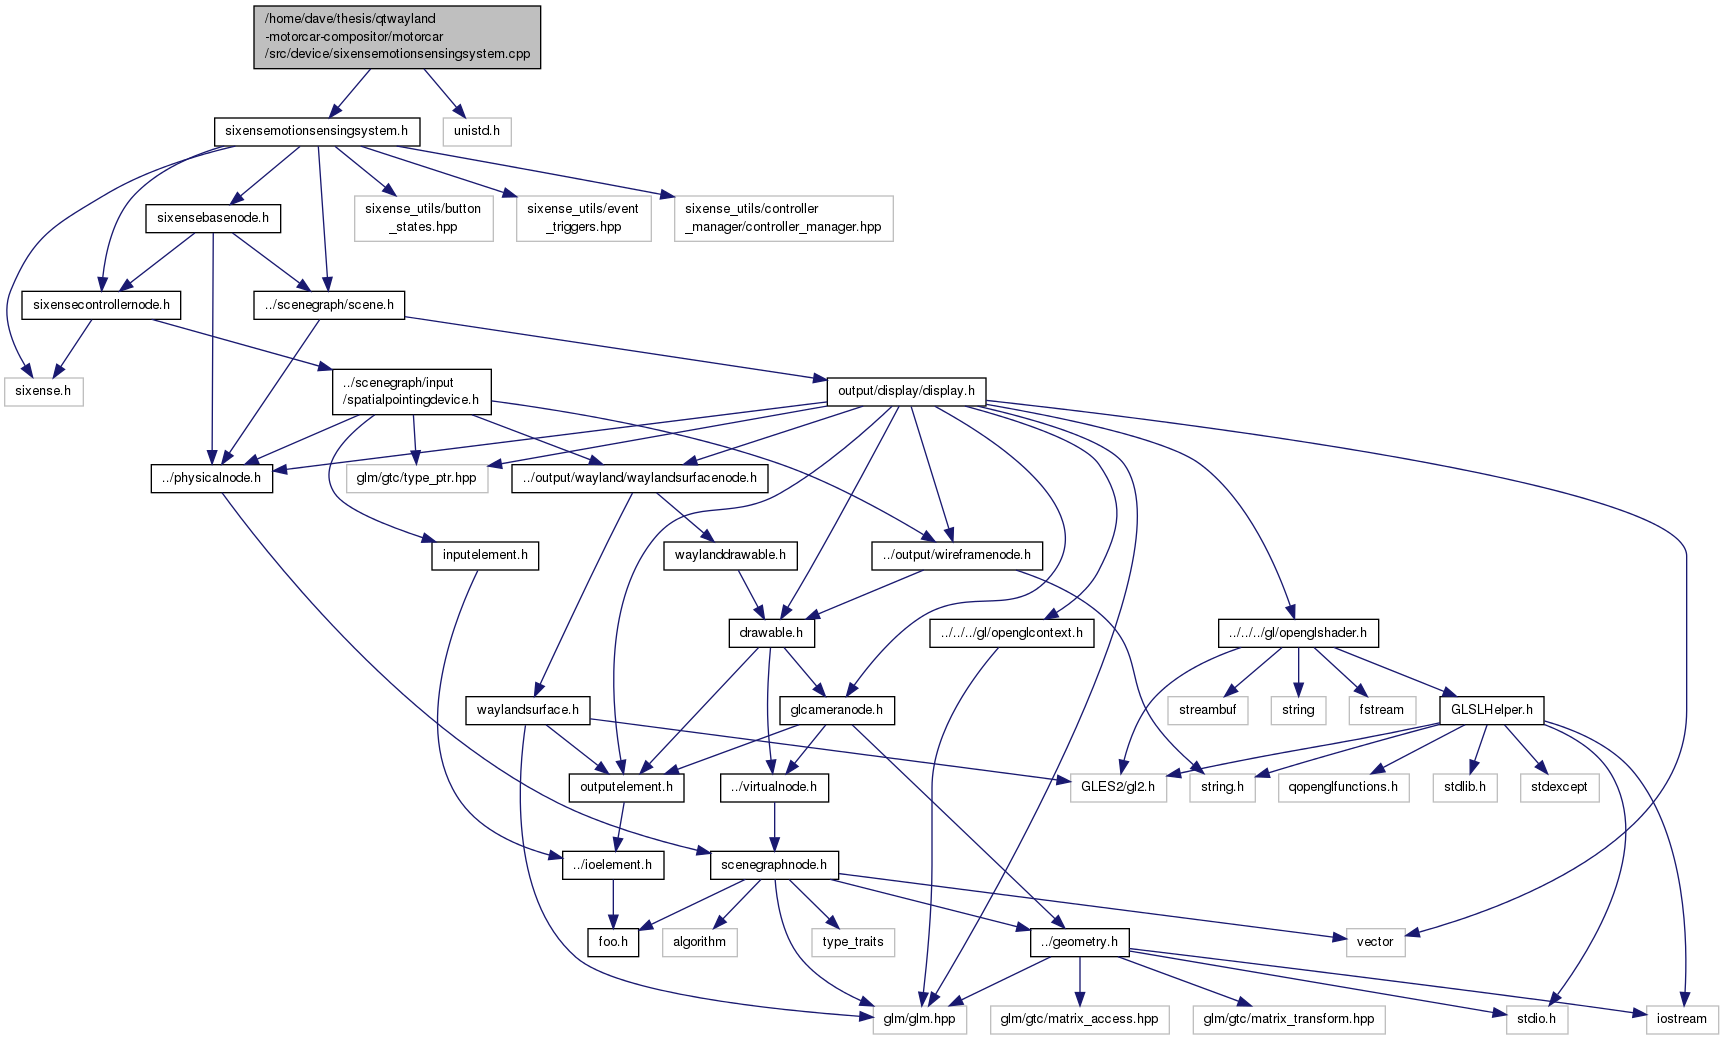 /home/dave/thesis/qtwayland
-motorcar-compositor/motorcar
/src/device/sixensemotionsensingsystem.cpp
sixensemotionsensingsystem.h
unistd.h
sixensebasenode.h
sixense_utils/button
_states.hpp
sixense_utils/event
_triggers.hpp
sixense_utils/controller
_manager/controller_manager.hpp
sixensecontrollernode.h
../scenegraph/scene.h
sixense.h
../scenegraph/input
/spatialpointingdevice.h
output/display/display.h
../physicalnode.h
glm/gtc/type_ptr.hpp
../output/wayland/waylandsurfacenode.h
inputelement.h
waylanddrawable.h
../output/wireframenode.h
drawable.h
../../../gl/openglcontext.h
../../../gl/openglshader.h
waylandsurface.h
glcameranode.h
streambuf
string
fstream
GLSLHelper.h
outputelement.h
../virtualnode.h
GLES2/gl2.h
string.h
qopenglfunctions.h
stdlib.h
stdexcept
../ioelement.h
scenegraphnode.h
foo.h
algorithm
type_traits
../geometry.h
vector
glm/glm.hpp
glm/gtc/matrix_access.hpp
glm/gtc/matrix_transform.hpp
stdio.h
iostream